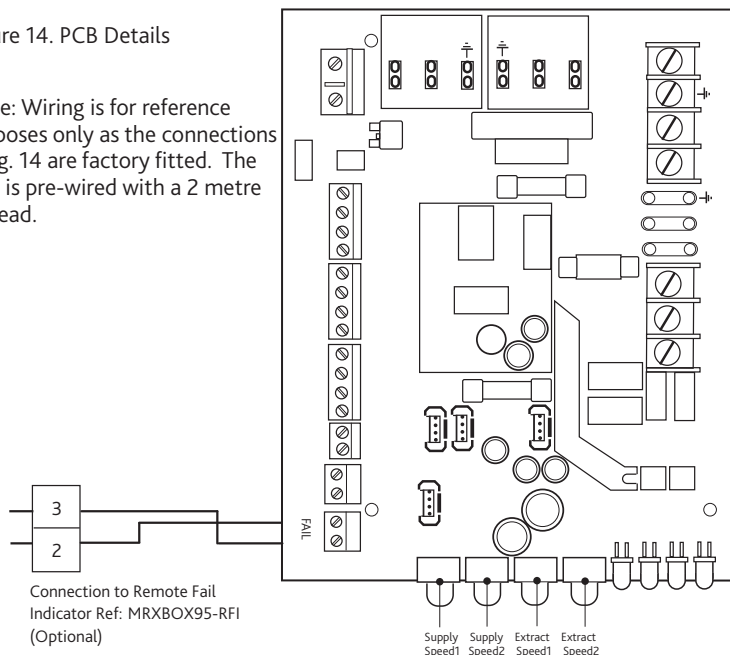 ure 14. PCB Details
e: Wiring is for reference
oses only as the connections
g. 14 are factory fitted. The
is pre-wired with a 2 metre
ead.
3
2
FAIL
Connection to Remote Fail
Indicator Ref: MRXBOX95-RFI
(Optional)
Supply Speed1
Supply Speed2
Extract Speed1
Extract Speed2